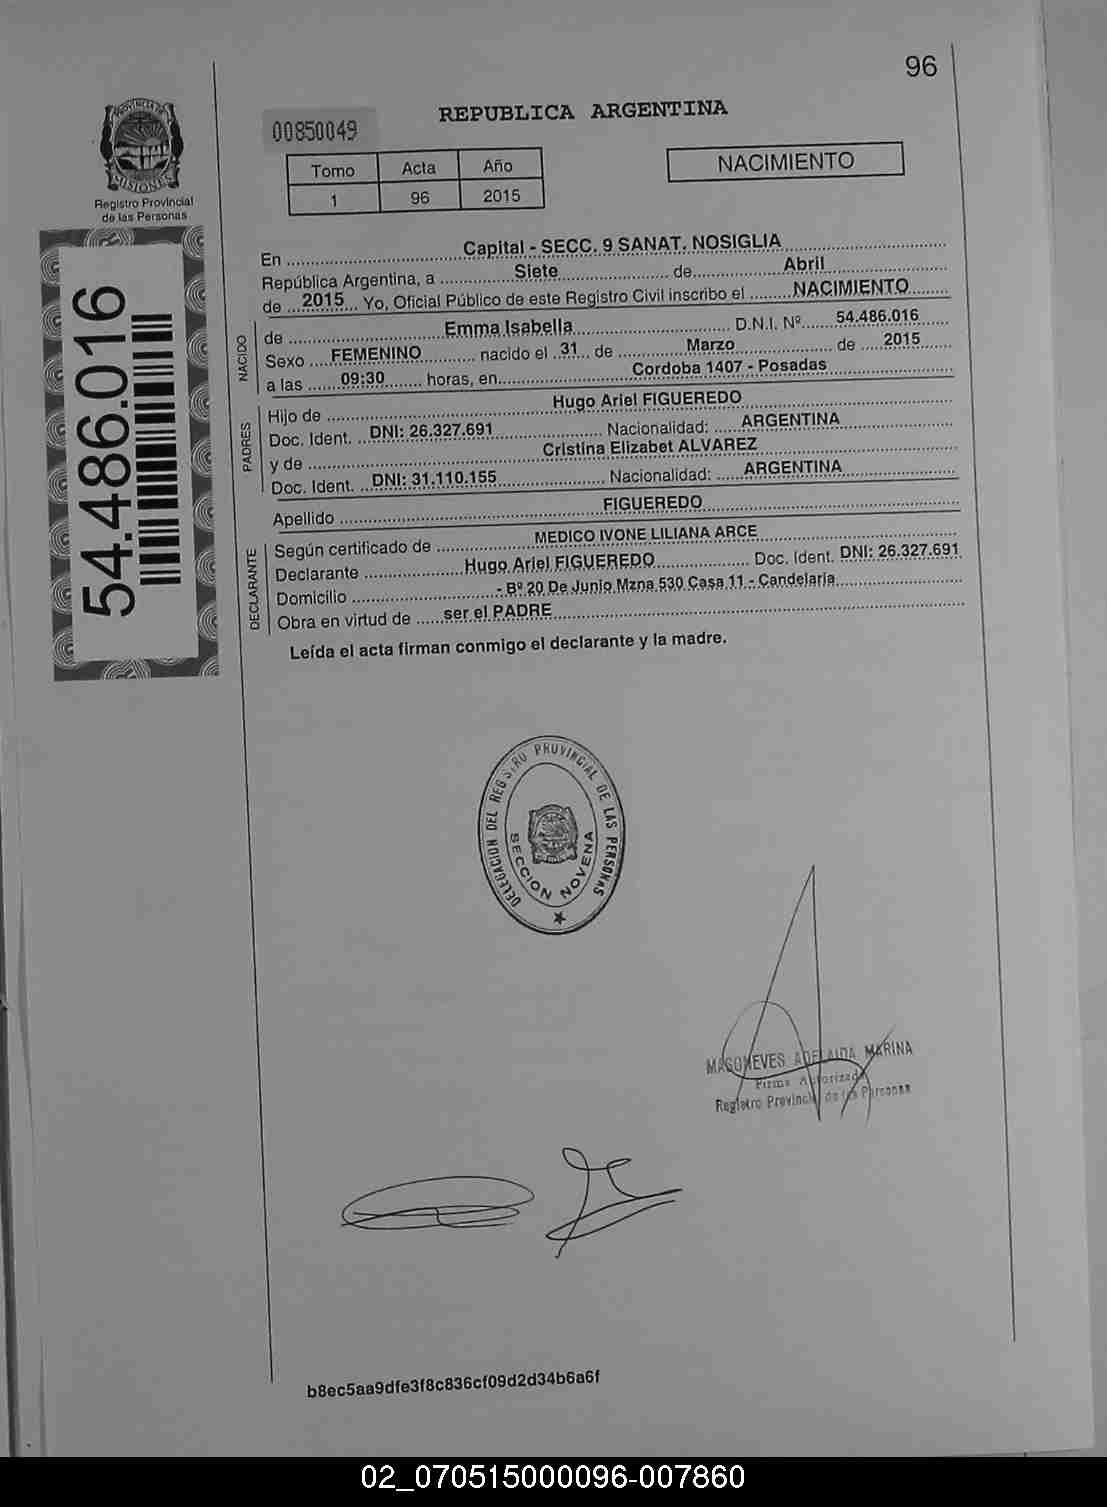 96
PROVINCIA DE
MISIONES
Registro Provincial
de las Personas
00850049
REPUBLICA ARGENTINA
Tomo Acta Año
1 96 2015
NACIMIENTO
54.486.016
En Capital - SECC. 9 SANAT. NOSIGLIA
República Argentina, a Siete de Abril
de 2015 Yo, Oficial Público de este Registro Civil inscribo el NACIMIENTO
NACIDO
de Emma Isabella D.N.I. Nº 54.486.016
Sexo FEMENINO nacido el 31 de Marzo de 2015
a las 09:30 horas, en Cordoba 1407 - Posadas
PADRES
Hijo de Hugo Ariel FIGUEREDO
Doc. Ident. DNI: 26.327.691 Nacionalidad: ARGENTINA
y de Cristina Elizabet ALVAREZ
Doc. Ident. DNI: 31.110.155 Nacionalidad: ARGENTINA
Apellido FIGUEREDO
DECLARANTE
Según certificado de MEDICO IVONE LILIANA ARCE
Declarante Hugo Ariel FIGUEREDO Doc. Ident. DNI: 26.327.691
Domicilio - Bº 20 De Junio Mzna 530 Casa 11 - Candelaria
Obra en virtud de ser el PADRE
Leída el acta firman conmigo el declarante y la madre.
DELEGACION DEL REGISTRO PROVINCIAL DE LAS PERSONAS
SECCION NOVENA
ADELAIDA MARINA
Firma Autorizada
Registro Provincial de las Personas
b8ec5aa9dfe3f8c836cf09d2d34b6a6f
02_070515000096-007860